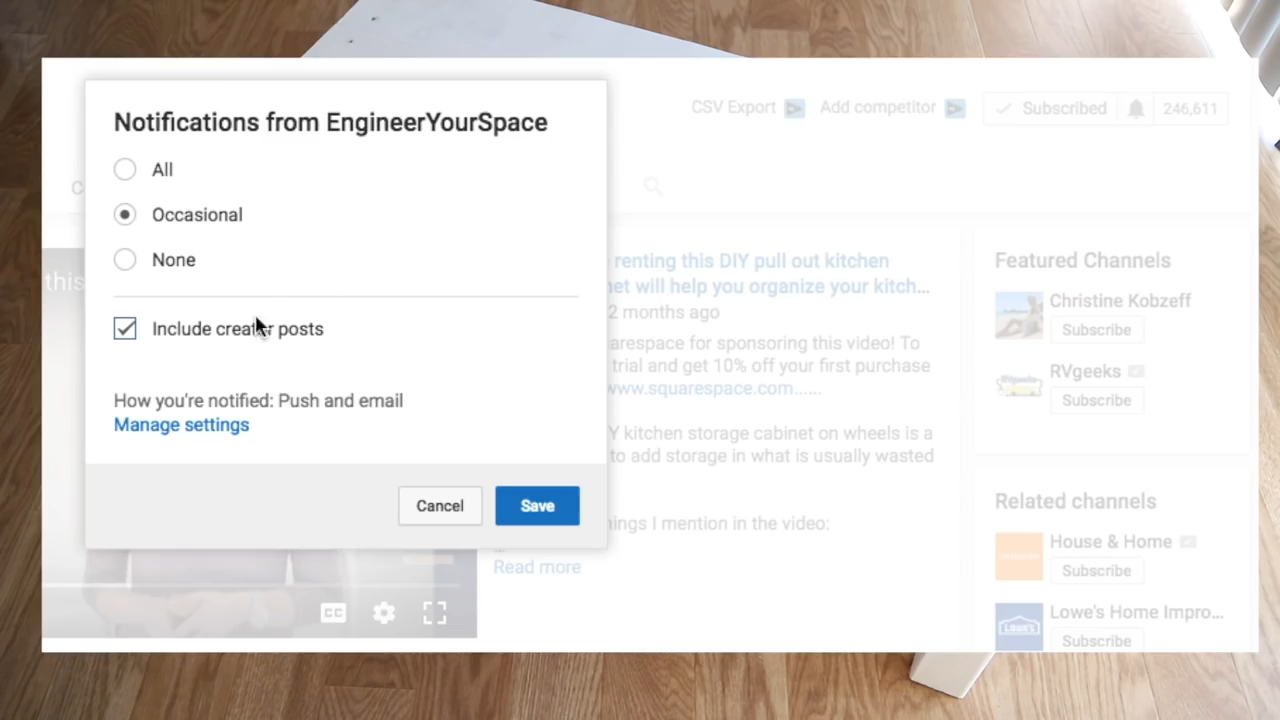 Notifications from EngineerYourSpace
All
Occasional
None
Include creator posts
How you're notified: Push and email
Manage settings
Cancel
Save
CSV Export
Add competitor
Subscribed
246,611
C
this
renting this DIY pull out kitchen
net will help you organize your kitch...
2 months ago
arespace for sponsoring this video! To
trial and get 10% off your first purchase
www.squarespace.com......
Y kitchen storage cabinet on wheels is a
to add storage in what is usually wasted
ings I mention in the video:
...
Read more
CC
Featured Channels
Christine Kobzeff
Subscribe
RVgeeks
Subscribe
Related channels
House & Home
Subscribe
Lowe's Home Impro...
LOWE'S
Subscribe